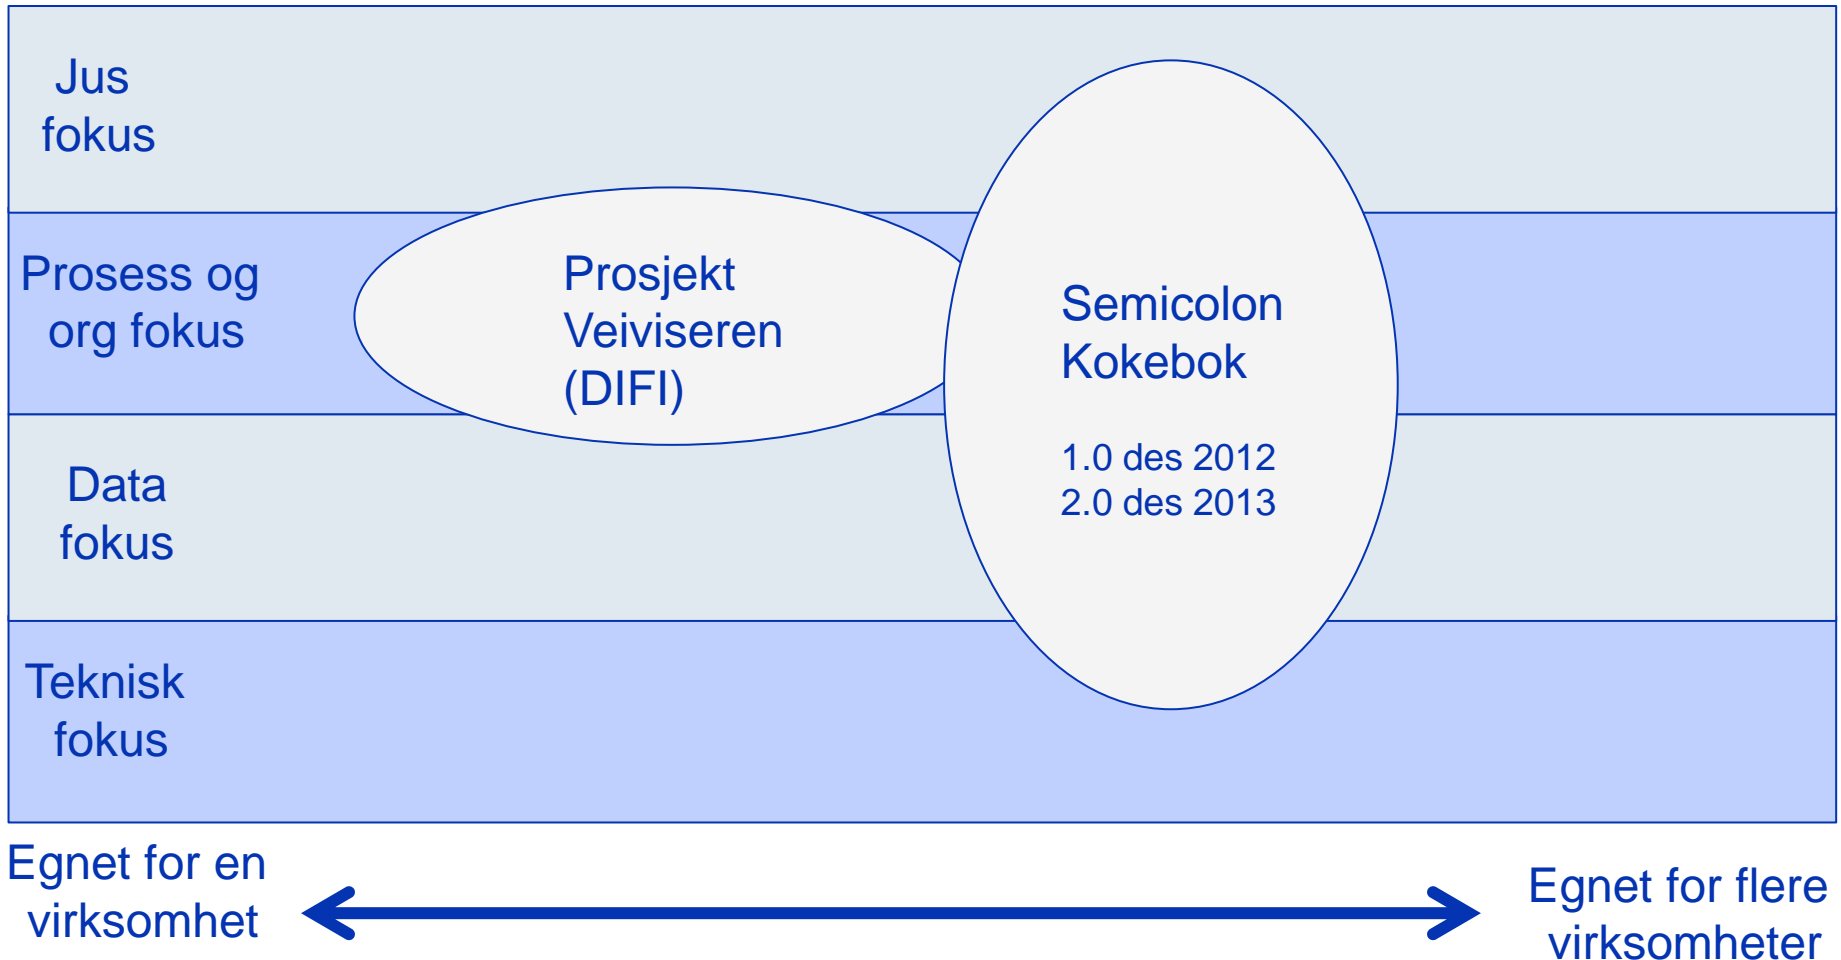 Jus
fokus
Prosess og
org fokus
Data
fokus
Teknisk
fokus
Prosjekt
Veiviseren
(DIFI)
Semicolon
Kokebok
1.0 des 2012
2.0 des 2013
Egnet for en
virksomhet
Egnet for flere
virksomheter